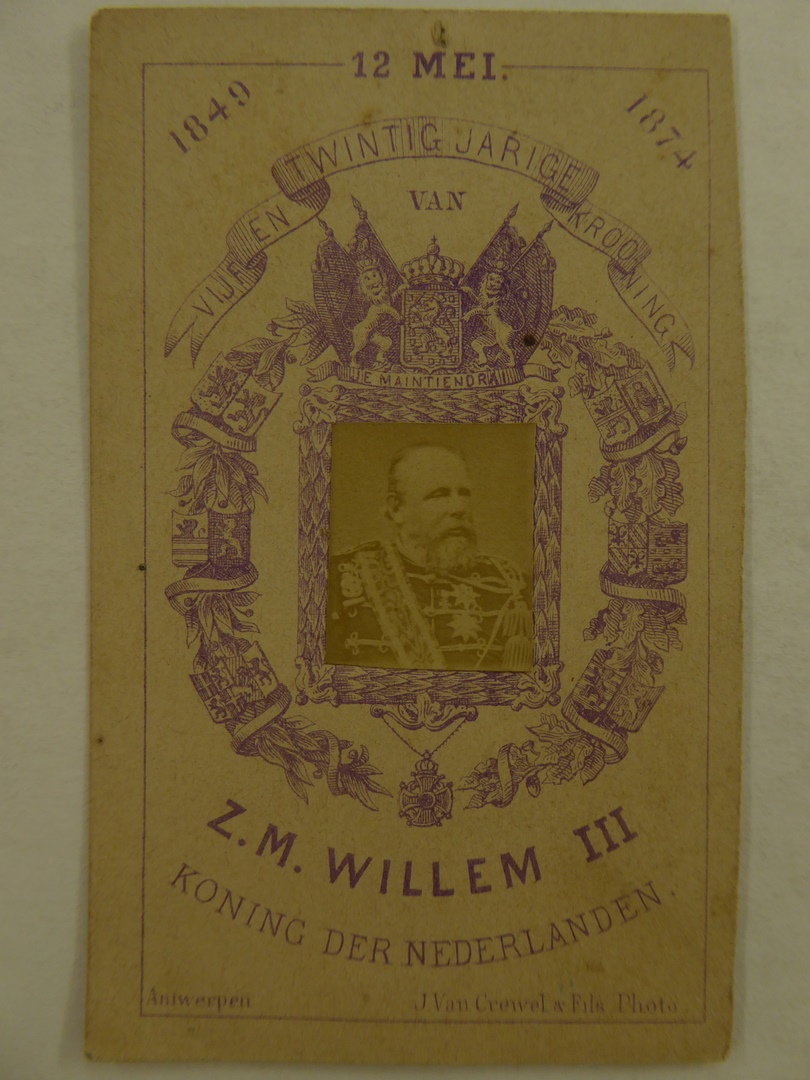 12 MEI.
1849 1874
VIJF EN TWINTIG JARIGE KROONING
VAN
JE MAINTIENDRAI
Z.M. WILLEM III
KONING DER NEDERLANDEN.
Antwerpen J. Van Crewel & Fils Photo